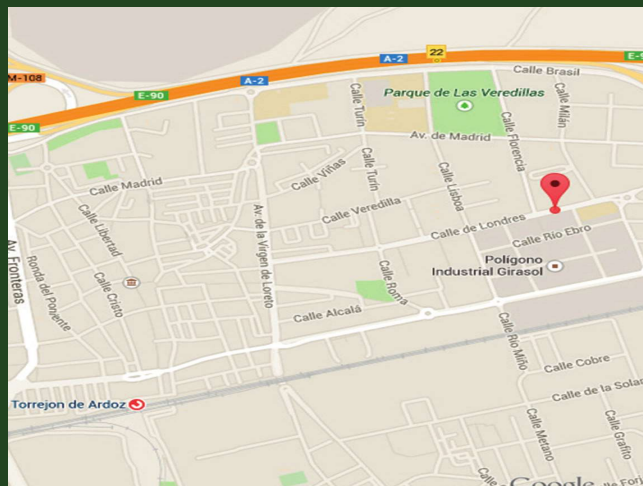 22
A-2
E-9
M-108
E-90
A-2
E-90
Calle Brasil
Parque de Las Veredillas
Calle Turín
Calle Milán
Calle Florencia
Av. de Madrid
Calle Viñas
Calle Turín
Calle Madrid
Calle Lisboa
Calle Veredilla
Calle Libertad
Av. de la Virgen de Loreto
Calle de Londres
Calle Río Ebro
Av. Fronteras
Ronda del Poniente
Calle Cristo
Calle Roma
Polígono
Industrial Girasol
Calle Alcalá
Calle Río Miño
Calle Cobre
Calle de la Solar
Torrejon de Ardoz
Calle Metano
Calle Grafito
Calle
Google